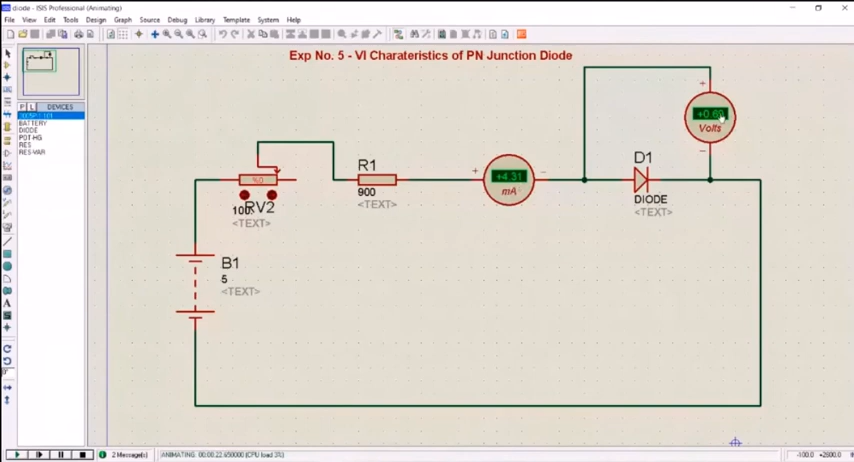 diode - ISIS Professional (Animating)
File View Edit Tools Design Graph Source Debug Library Template System Help
Exp No. 5 - VI Charateristics of PN Junction Diode
P L DEVICES
BATTERY
DIODE
POT-HG
RES
RES-VAR
Volts
R1
900
<TEXT>
+4.31
mA
D1
DIODE
<TEXT>
RV2
<TEXT>
B1
5
<TEXT>
2 Message(s)
ANIMATING: 00:00:22.650000 (CPU load 3%)
-100.0 +2600.0